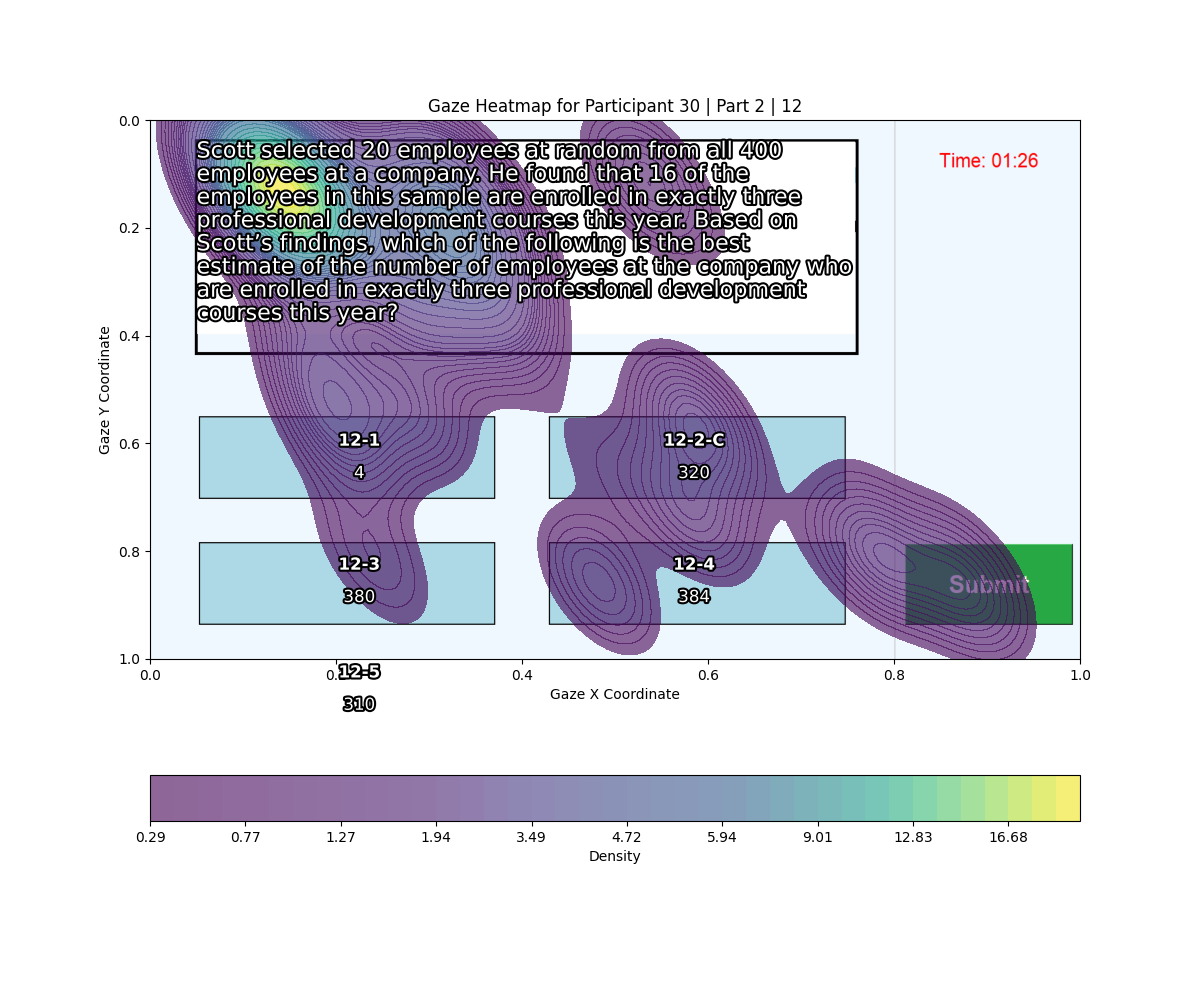 Gaze Heatmap for Participant 30 | Part 2 | 12
Scott selected 20 employees at random from all 400
employees at a company. He found that 16 of the
employees in this sample are enrolled in exactly three
professional development courses this year. Based on
Scott's findings, which of the following is the best
estimate of the number of employees at the company who
are enrolled in exactly three professional development
courses this year?
Time: 01:26
12-1
4
12-2-C
320
12-3
380
12-4
384
Submit
12-5
310
0.0
0.2
0.4
0.6
0.8
1.0
Gaze Y Coordinate
0.0 0.2 0.4 0.6 0.8 1.0
Gaze X Coordinate
0.29 0.77 1.27 1.94 3.49 4.72 5.94 9.01 12.83 16.68
Density